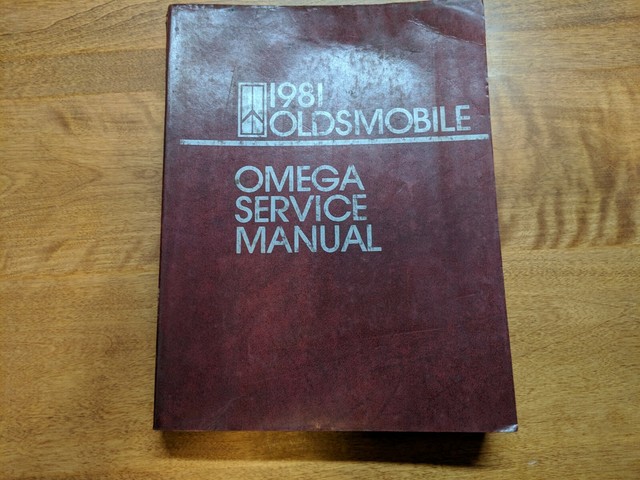 1981
OLDSMOBILE
OMEGA
SERVICE
MANUAL